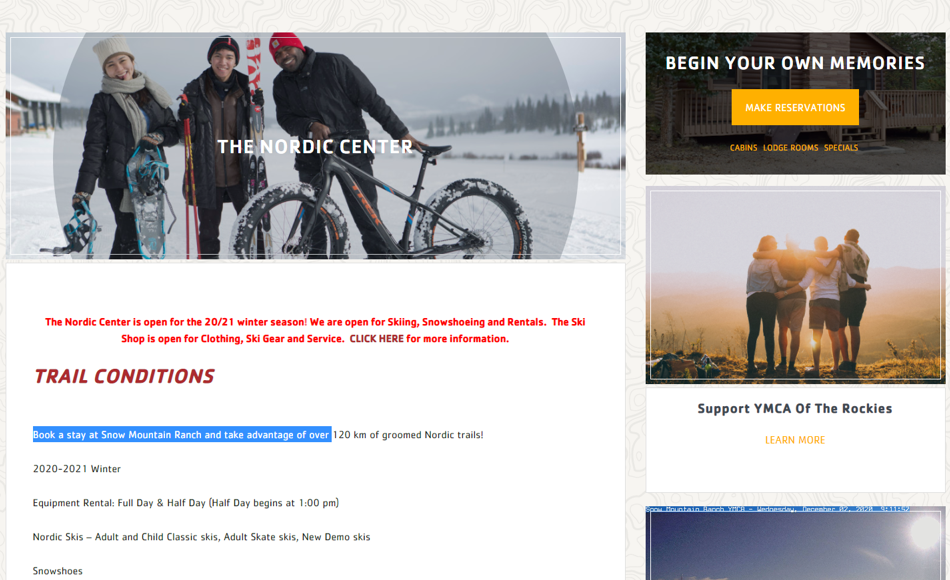 THE NORDIC CENTER
The Nordic Center is open for the 20/21 winter season! We are open for Skiing, Snowshoeing and Rentals. The Ski
Shop is open for Clothing, Ski Gear and Service. CLICK HERE for more information.
TRAIL CONDITIONS
Book a stay at Snow Mountain Ranch and take advantage of over 120 km of groomed Nordic trails!
2020-2021 Winter
Equipment Rental: Full Day & Half Day (Half Day begins at 1:00 pm)
Nordic Skis – Adult and Child Classic skis, Adult Skate skis, New Demo skis
Snowshoes
BEGIN YOUR OWN MEMORIES
MAKE RESERVATIONS
CABINS LODGE ROOMS SPECIALS
Support YMCA Of The Rockies
LEARN MORE
Snow Mountain Ranch YMCA - Wednesday, December 02, 2020 9:11:52